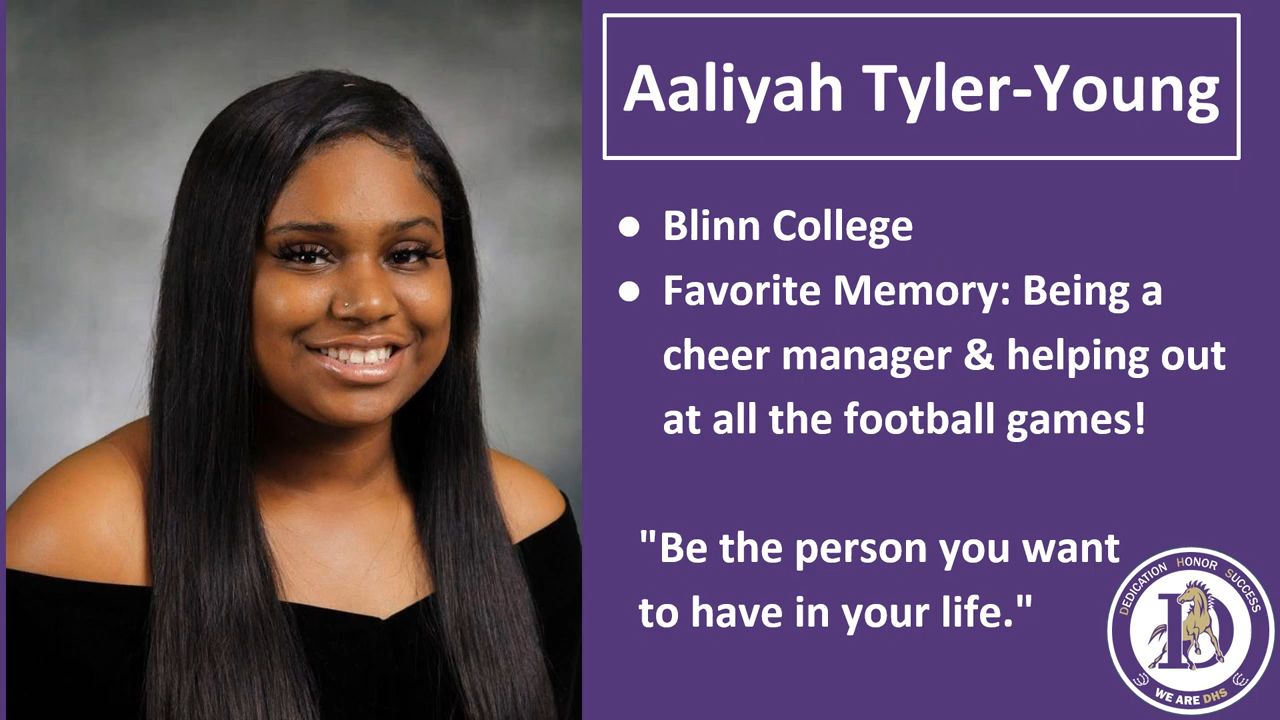 Aaliyah Tyler-Young
● Blinn College
● Favorite Memory: Being a
cheer manager & helping out
at all the football games!
"Be the person you want
to have in your life."
DEDICATION HONOR SUCCESS
D
WE ARE DHS